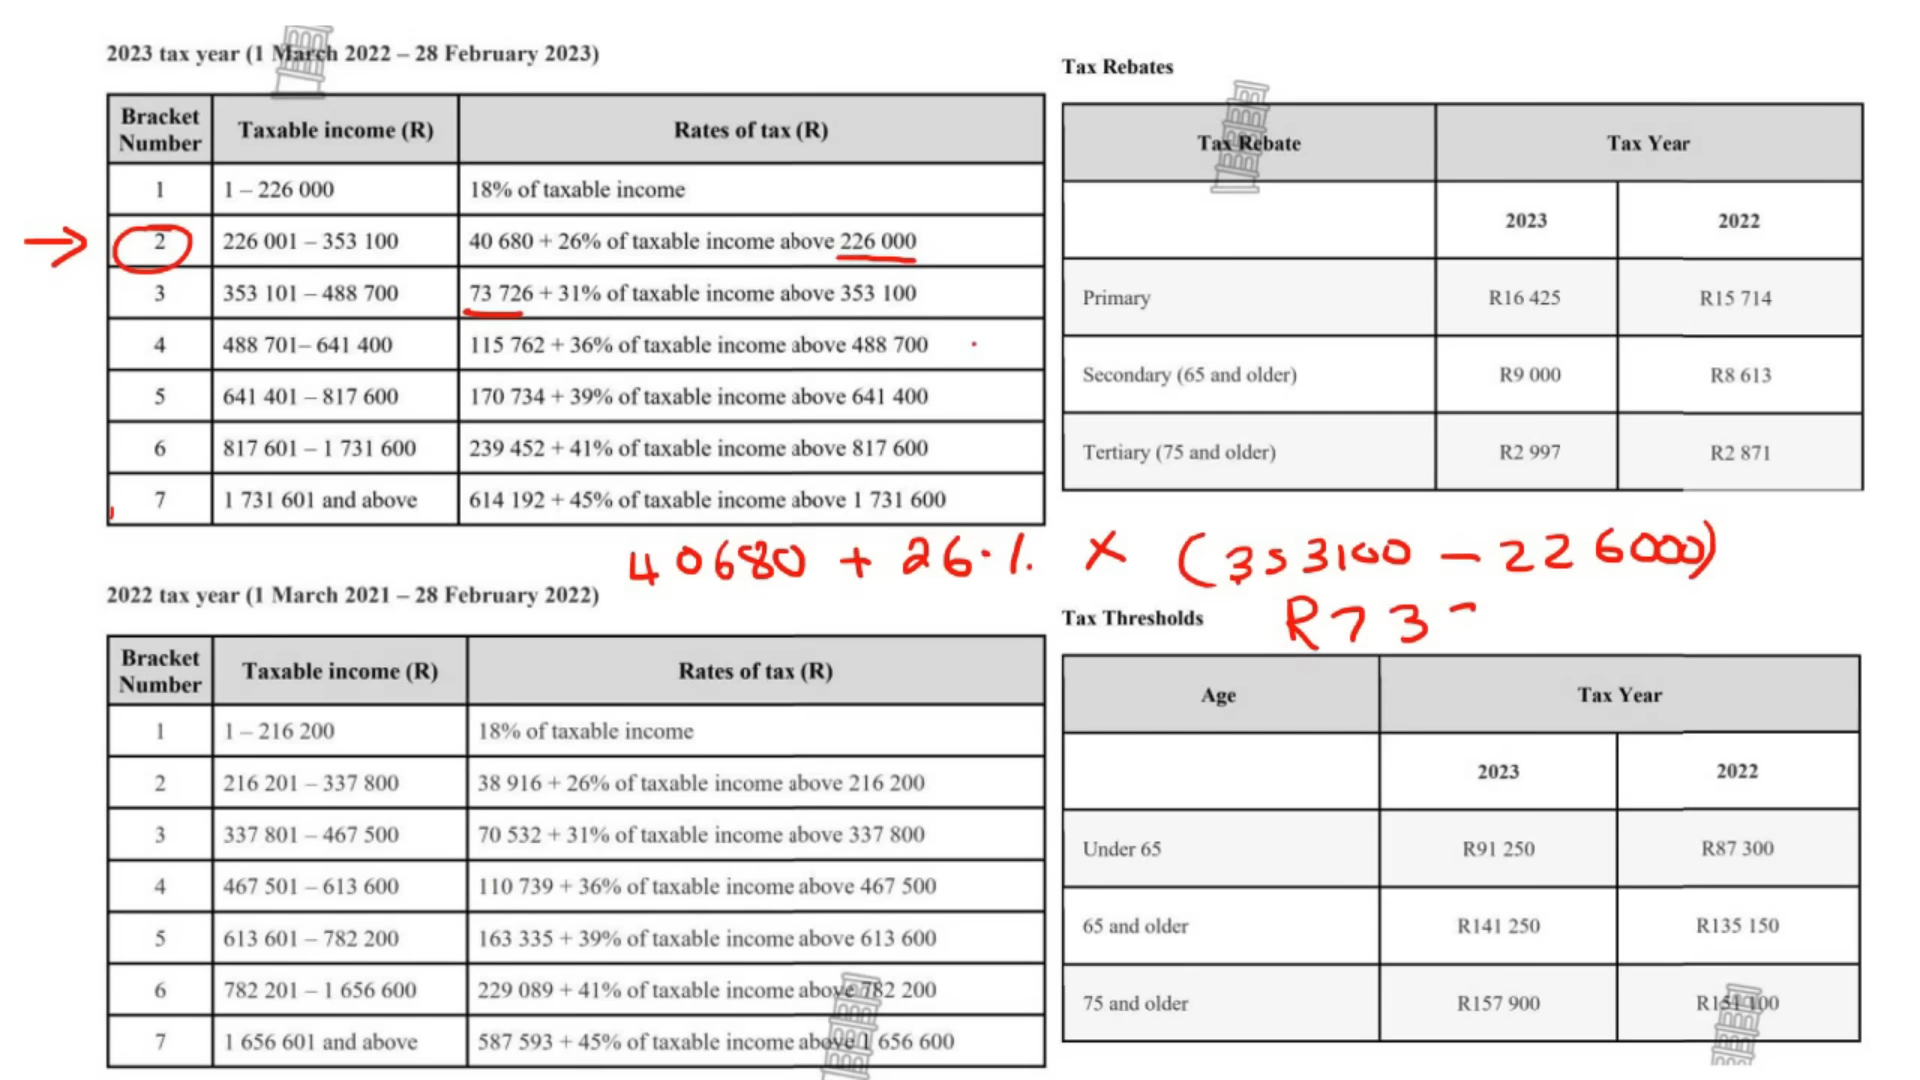 2023 tax year (1 March 2022 – 28 February 2023)
Bracket Number Taxable income (R) Rates of tax (R)
1 1 – 226 000 18% of taxable income
2 226 001 – 353 100 40 680 + 26% of taxable income above 226 000
3 353 101 – 488 700 73 726 + 31% of taxable income above 353 100
4 488 701– 641 400 115 762 + 36% of taxable income above 488 700
5 641 401 – 817 600 170 734 + 39% of taxable income above 641 400
6 817 601 – 1 731 600 239 452 + 41% of taxable income above 817 600
7 1 731 601 and above 614 192 + 45% of taxable income above 1 731 600
Tax Rebates
Tax Rebate Tax Year
2023 2022
Primary R16 425 R15 714
Secondary (65 and older) R9 000 R8 613
Tertiary (75 and older) R2 997 R2 871
40680 + 26% × (353100 – 226000)
R73
2022 tax year (1 March 2021 – 28 February 2022)
Bracket Number Taxable income (R) Rates of tax (R)
1 1 – 216 200 18% of taxable income
2 216 201 – 337 800 38 916 + 26% of taxable income above 216 200
3 337 801 – 467 500 70 532 + 31% of taxable income above 337 800
4 467 501 – 613 600 110 739 + 36% of taxable income above 467 500
5 613 601 – 782 200 163 335 + 39% of taxable income above 613 600
6 782 201 – 1 656 600 229 089 + 41% of taxable income above 782 200
7 1 656 601 and above 587 593 + 45% of taxable income above 1 656 600
Tax Thresholds
Age Tax Year
2023 2022
Under 65 R91 250 R87 300
65 and older R141 250 R135 150
75 and older R157 900 R151 100